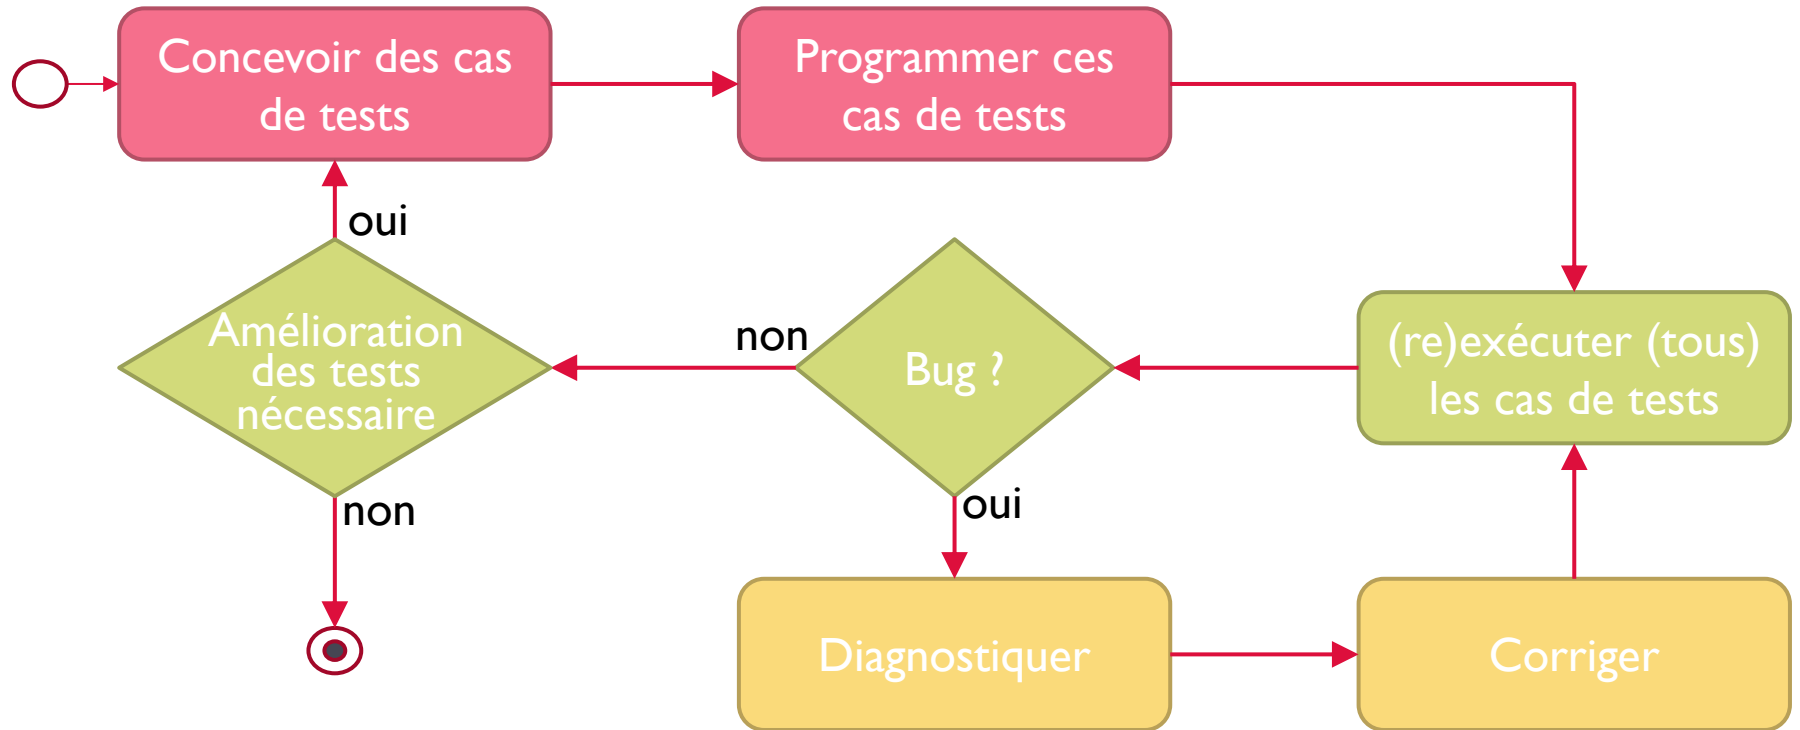 Concevoir des cas
de tests
Programmer ces
cas de tests
oui
Amélioration
des tests
nécessaire
non
Bug ?
(re)exécuter (tous)
les cas de tests
non
oui
Diagnostiquer
Corriger